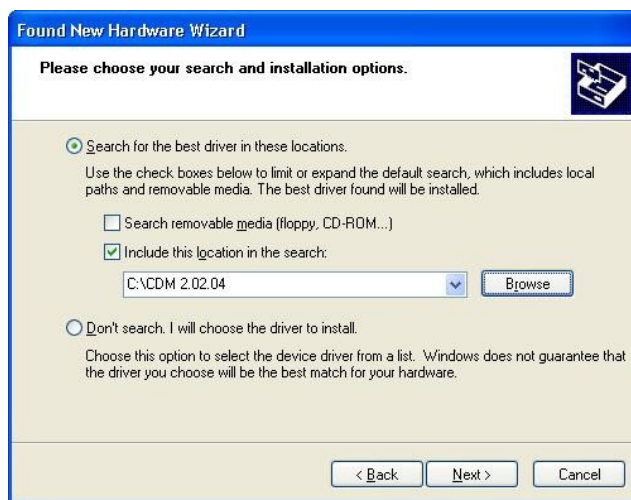 Found New Hardware Wizard
Please choose your search and installation options.
Search for the best driver in these locations.
Use the check boxes below to limit or expand the default search, which includes local
paths and removable media. The best driver found will be installed.
Search removable media (floppy, CD-ROM...)
Include this location in the search:
C:\CDM 2.02.04
Browse
Don't search. I will choose the driver to install.
Choose this option to select the device driver from a list. Windows does not guarantee that
the driver you choose will be the best match for your hardware.
< Back Next > Cancel